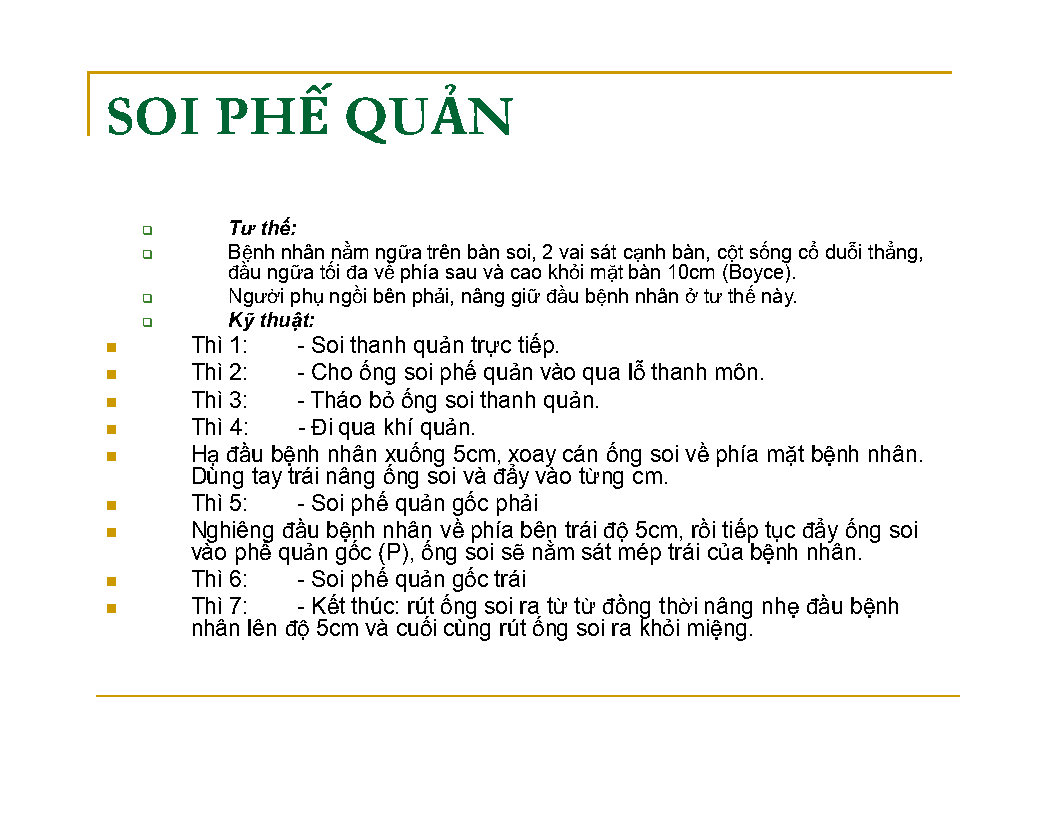 SOI PHẾ QUẢN
Tư thế:
Bệnh nhân nằm ngữa trên bàn soi, 2 vai sát cạnh bàn, cột sống cổ duỗi thẳng,
đầu ngữa tối đa về phía sau và cao khỏi mặt bàn 10cm (Boyce).
Người phụ ngồi bên phải, nâng giữ đầu bệnh nhân ở tư thế này.
Kỹ thuật:
Thì 1: - Soi thanh quản trực tiếp.
Thì 2: - Cho ống soi phế quản vào qua lỗ thanh môn.
Thì 3: - Tháo bỏ ống soi thanh quản.
Thì 4: - Đi qua khí quản.
Hạ đầu bệnh nhân xuống 5cm, xoay cán ống soi về phía mặt bệnh nhân.
Dùng tay trái nâng ống soi và đẩy vào từng cm.
Thì 5: - Soi phế quản gốc phải
Nghiêng đầu bệnh nhân về phía bên trái độ 5cm, rồi tiếp tục đẩy ống soi
vào phế quản gốc (P), ống soi sẽ nằm sát mép trái của bệnh nhân.
Thì 6: - Soi phế quản gốc trái
Thì 7: - Kết thúc: rút ống soi ra từ từ đồng thời nâng nhẹ đầu bệnh
nhân lên độ 5cm và cuối cùng rút ống soi ra khỏi miệng.